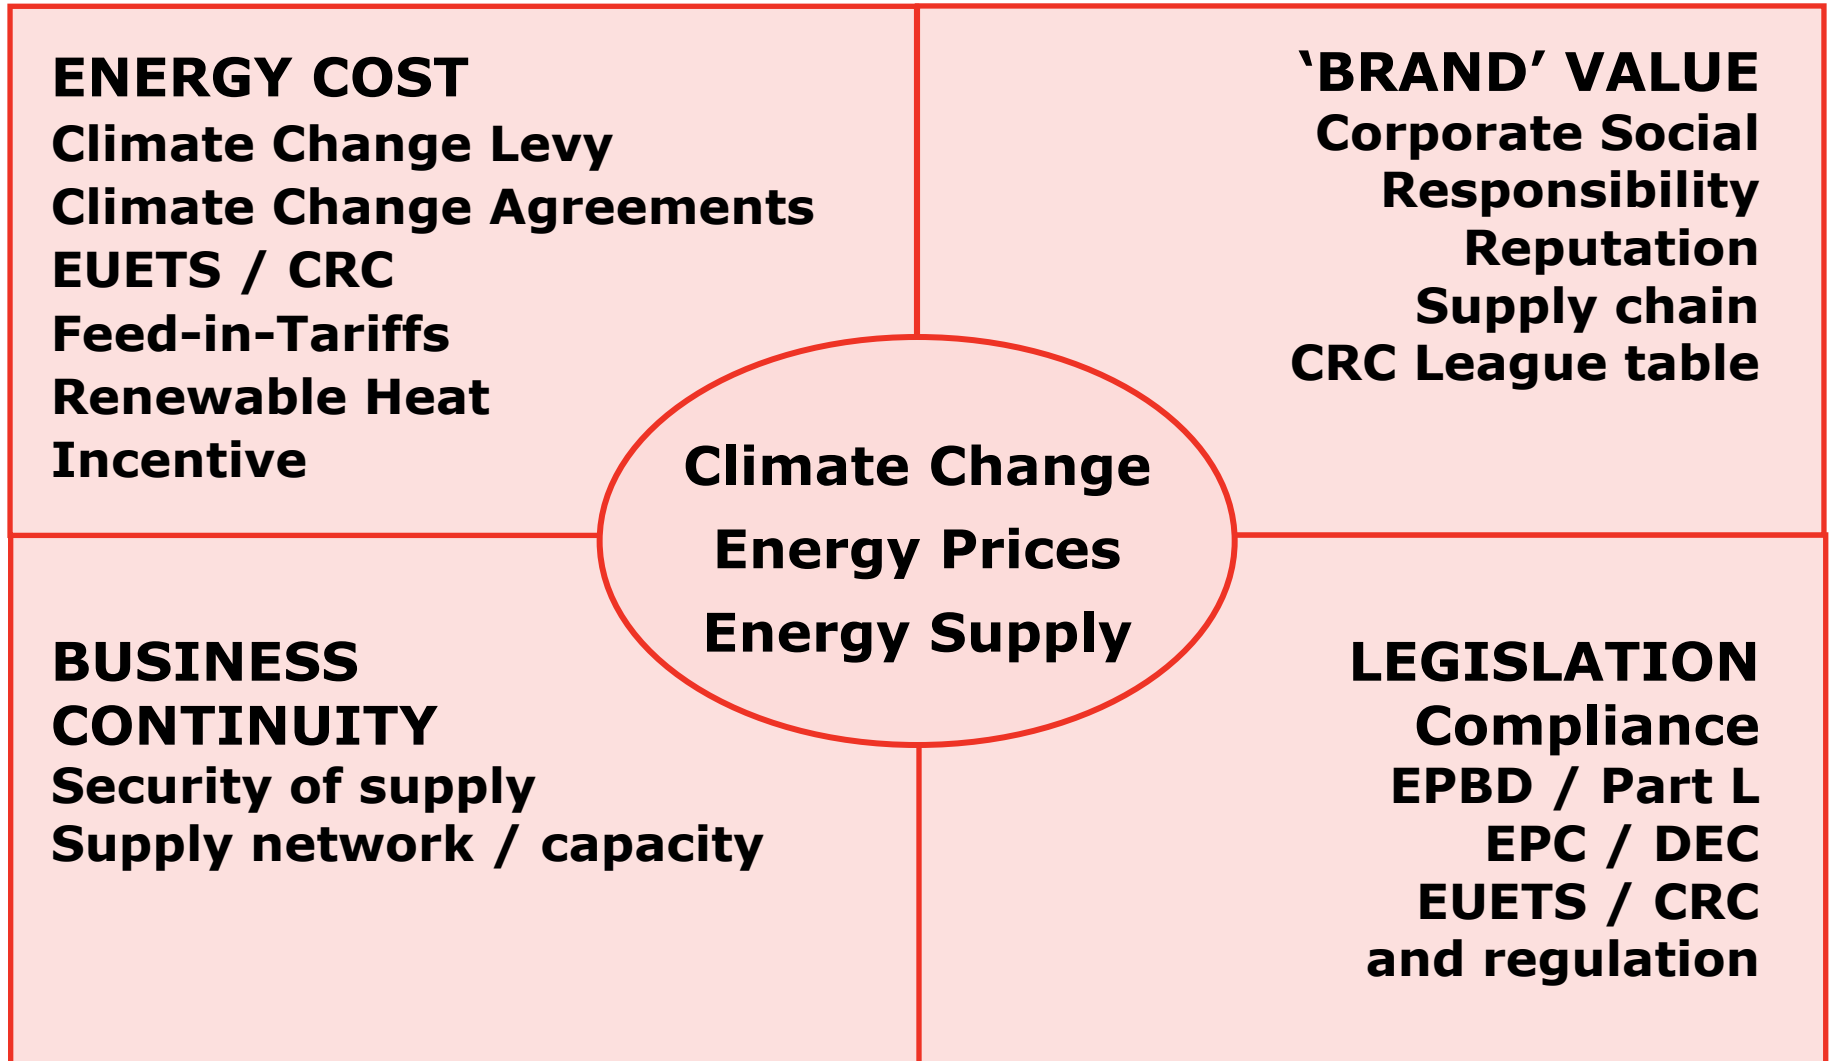 ENERGY COST
Climate Change Levy
Climate Change Agreements
EUETS / CRC
Feed-in-Tariffs
Renewable Heat
Incentive
‘BRAND’ VALUE
Corporate Social
Responsibility
Reputation
Supply chain
CRC League table
Climate Change
Energy Prices
Energy Supply
BUSINESS
CONTINUITY
Security of supply
Supply network / capacity
LEGISLATION
Compliance
EPBD / Part L
EPC / DEC
EUETS / CRC
and regulation